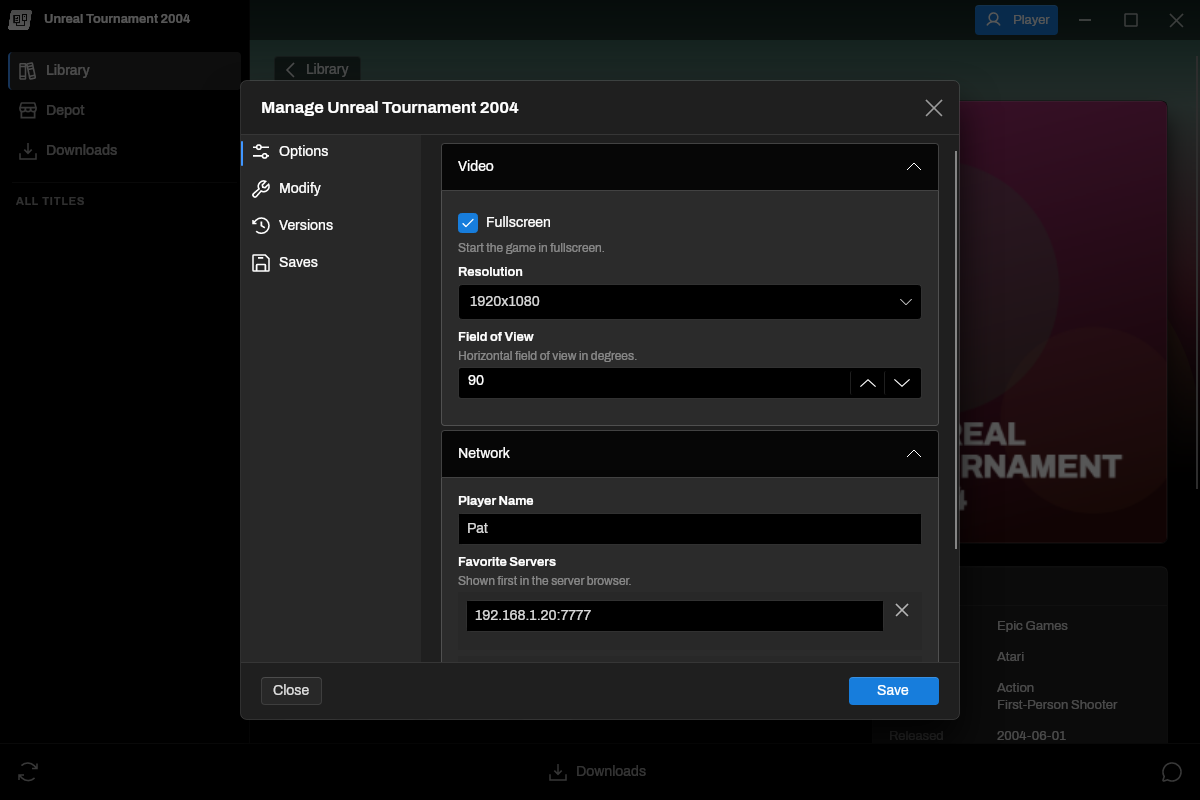 Unreal Tournament 2004
Player
Library
Depot
Downloads
ALL TITLES
Library
Manage Unreal Tournament 2004
Options
Modify
Versions
Saves
Video
Fullscreen
Start the game in fullscreen.
Resolution
1920x1080
Field of View
Horizontal field of view in degrees.
90
Network
Player Name
Pat
Favorite Servers
Shown first in the server browser.
192.168.1.20:7777
Close
Save
REAL
RNAMENT
4
Epic Games
Atari
Action
First-Person Shooter
Released
2004-06-01
Downloads